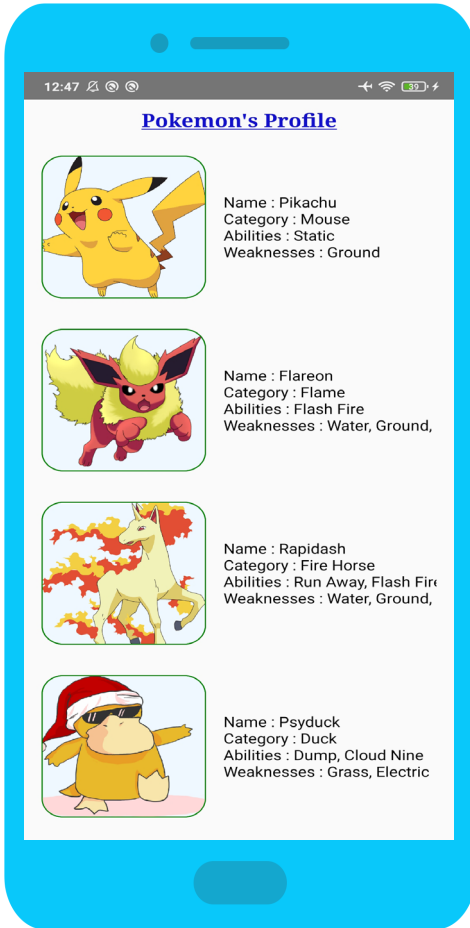 12:47
39
Pokemon's Profile
Name : Pikachu
Category : Mouse
Abilities : Static
Weaknesses : Ground
Name : Flareon
Category : Flame
Abilities : Flash Fire
Weaknesses : Water, Ground,
Name : Rapidash
Category : Fire Horse
Abilities : Run Away, Flash Fire
Weaknesses : Water, Ground,
Name : Psyduck
Category : Duck
Abilities : Dump, Cloud Nine
Weaknesses : Grass, Electric